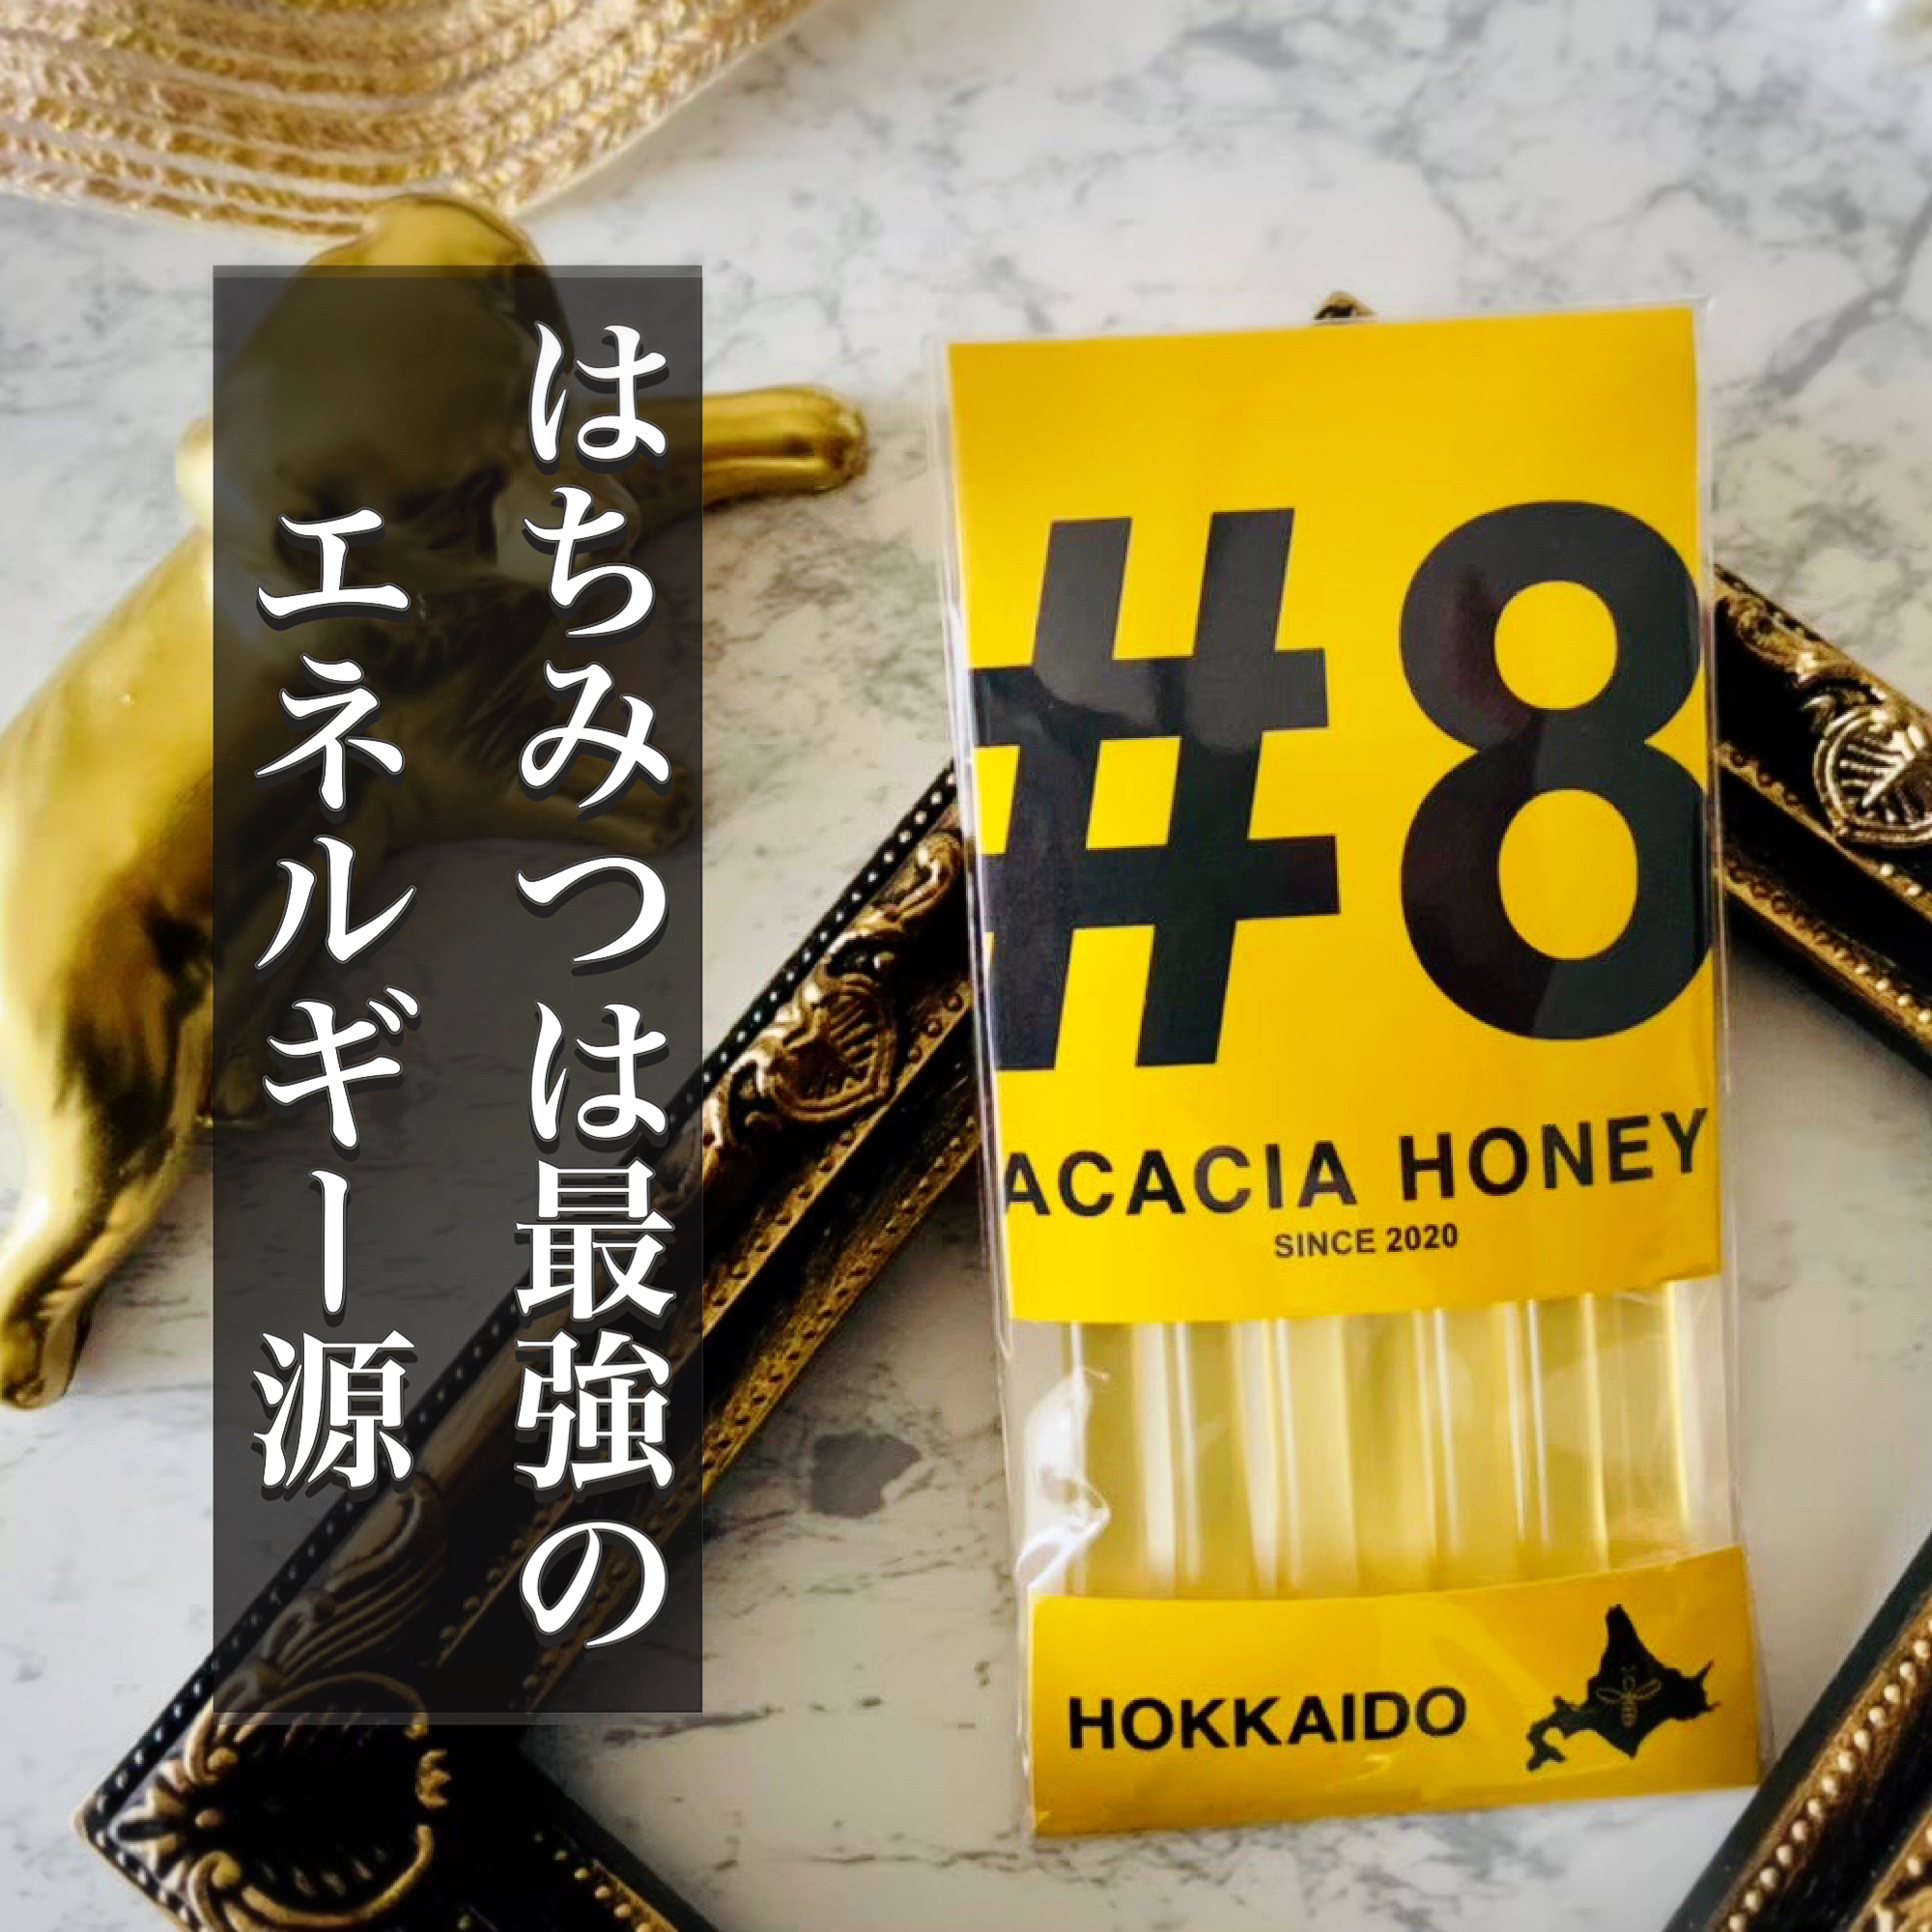 はちみつは最強の
エネルギー源
#8
ACACIA HONEY
SINCE 2020
HOKKAIDO